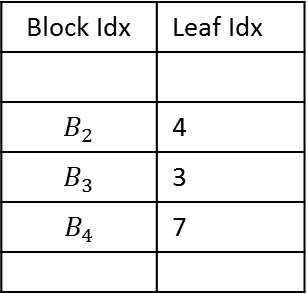 Block Idx Leaf Idx
B₂ 4
B₃ 3
B₄ 7